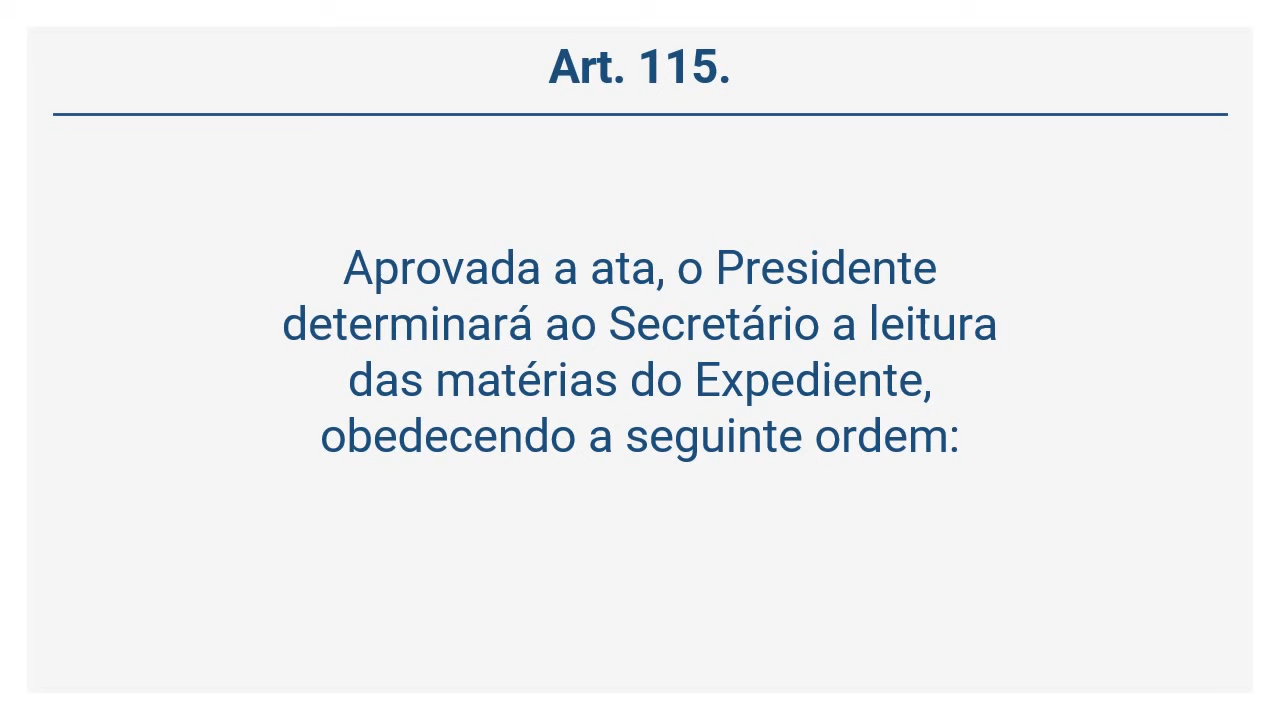 Art. 115.
Aprovada a ata, o Presidente
determinará ao Secretário a leitura
das matérias do Expediente,
obedecendo a seguinte ordem: